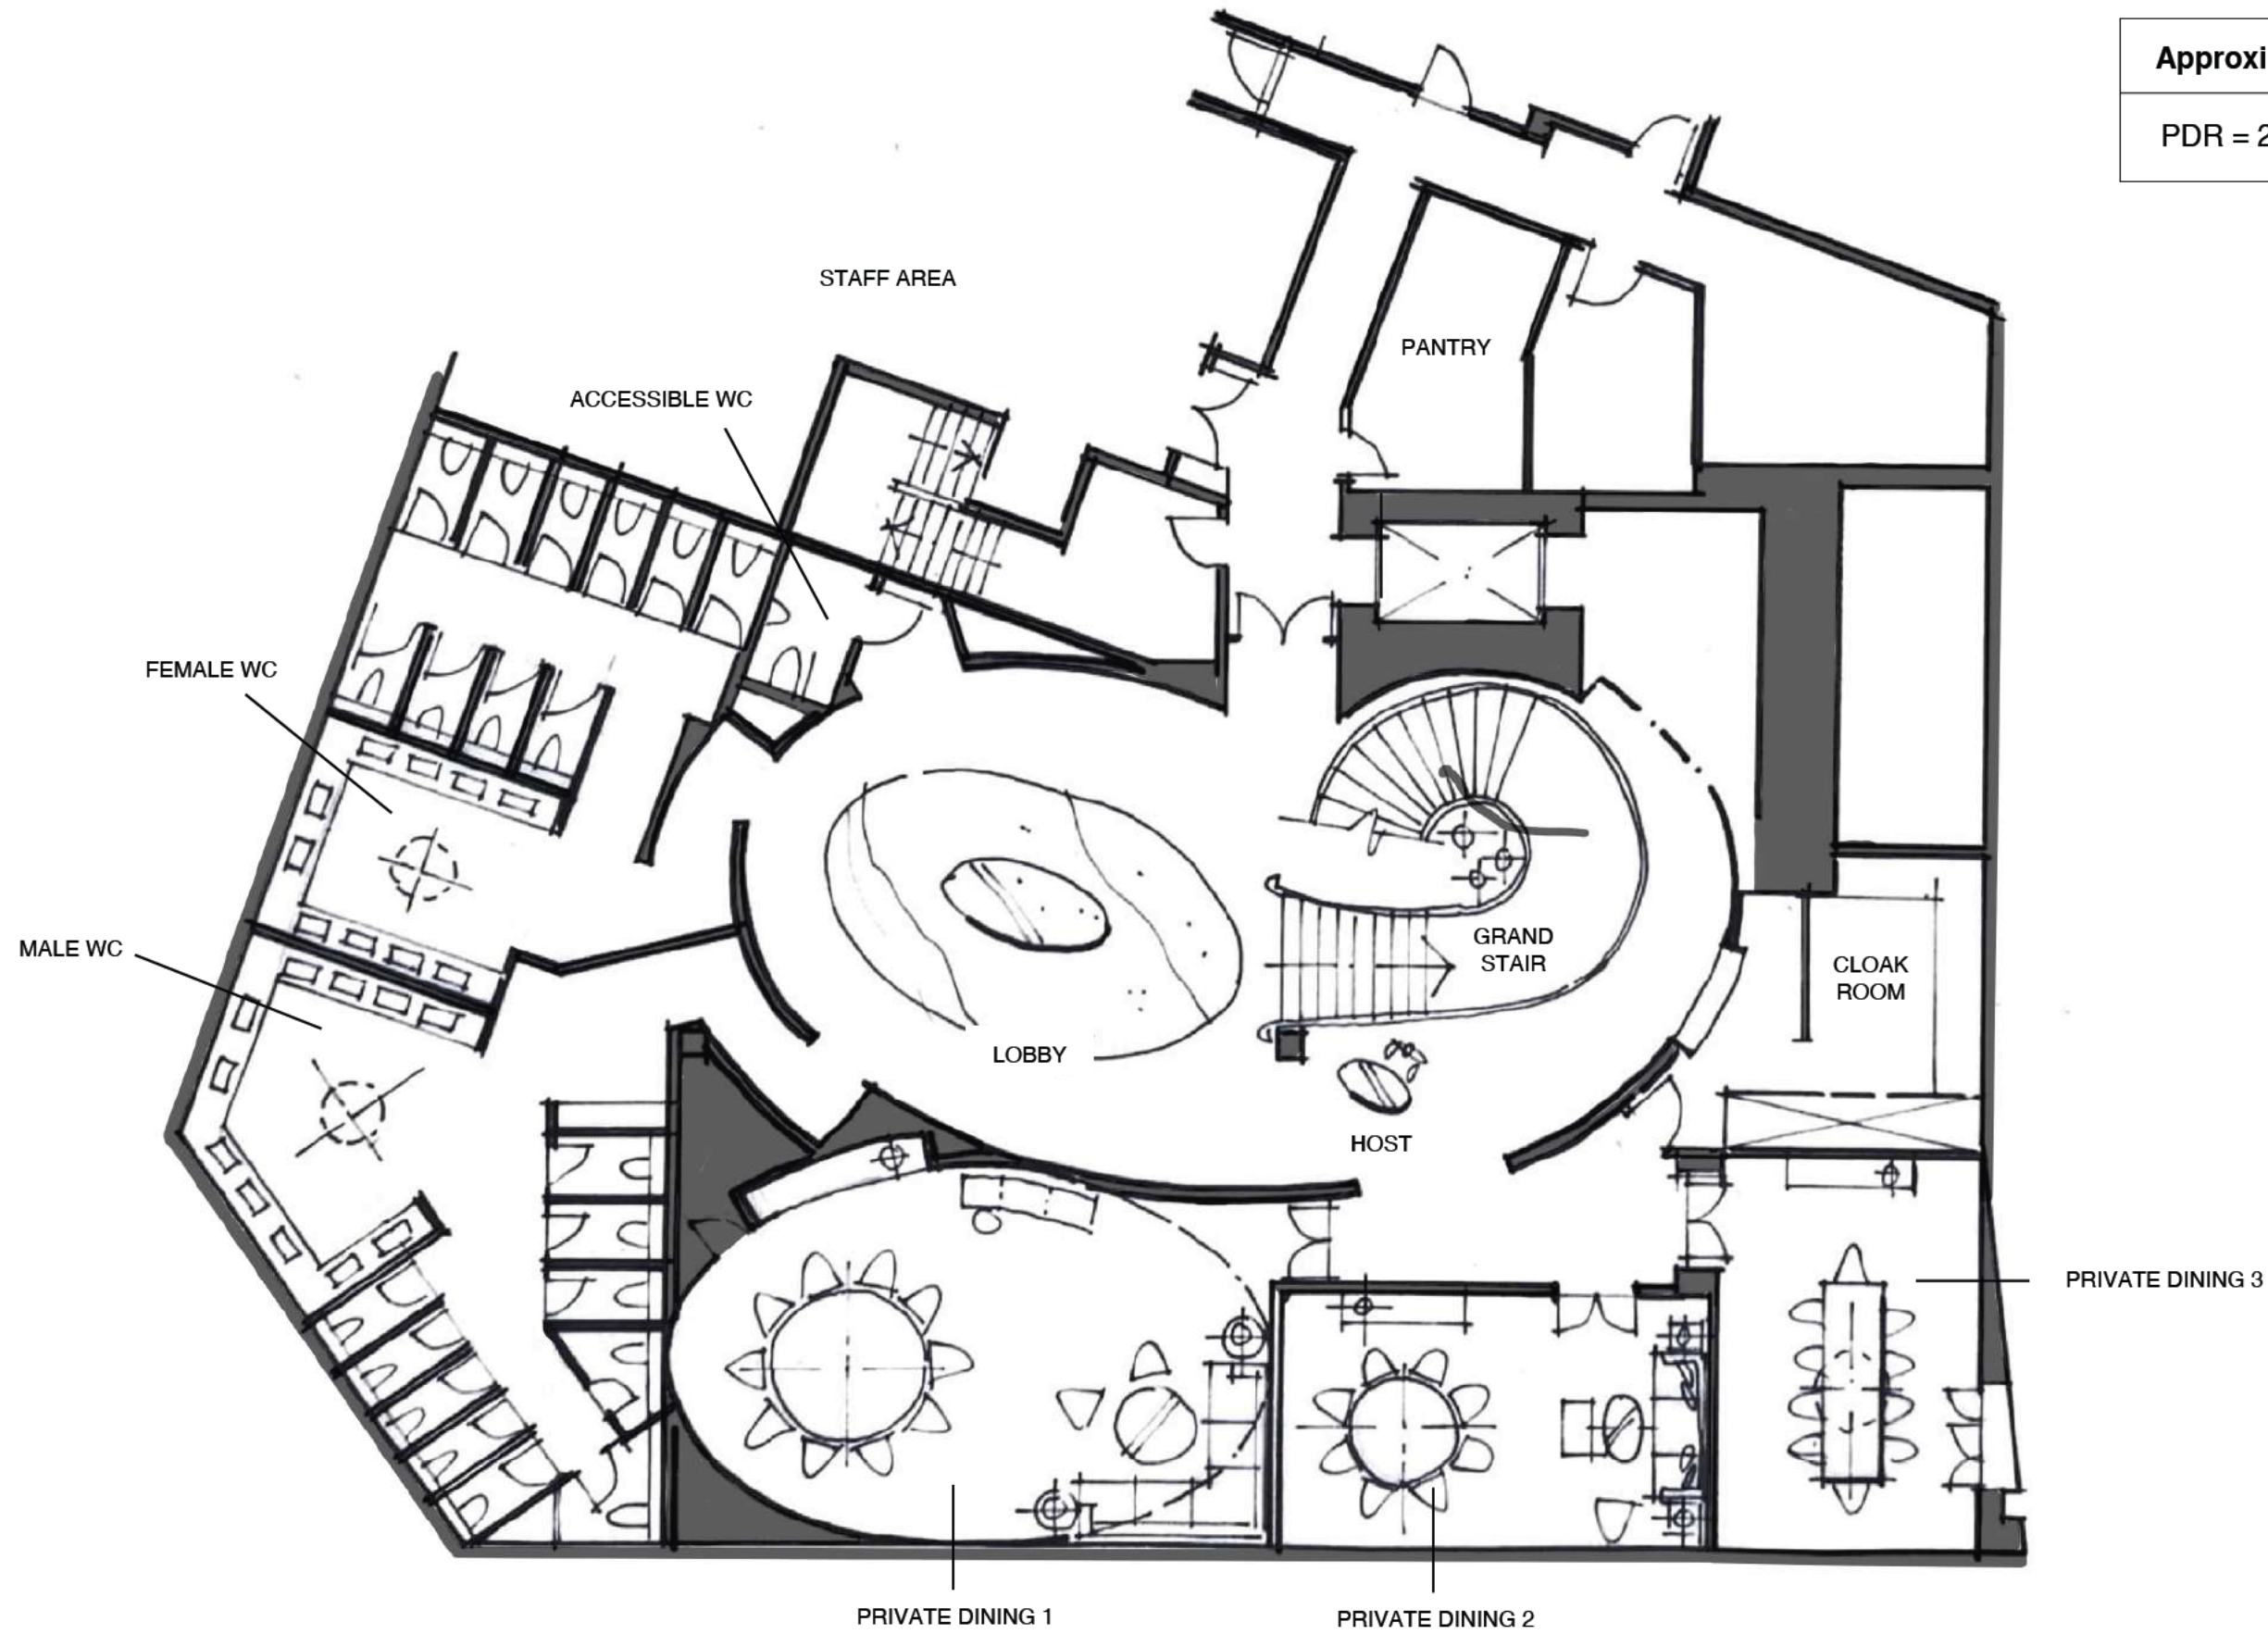 Approxi
PDR = 2
STAFF AREA
PANTRY
ACCESSIBLE WC
FEMALE WC
MALE WC
GRAND
STAIR
CLOAK
ROOM
LOBBY
HOST
PRIVATE DINING 3
PRIVATE DINING 1
PRIVATE DINING 2